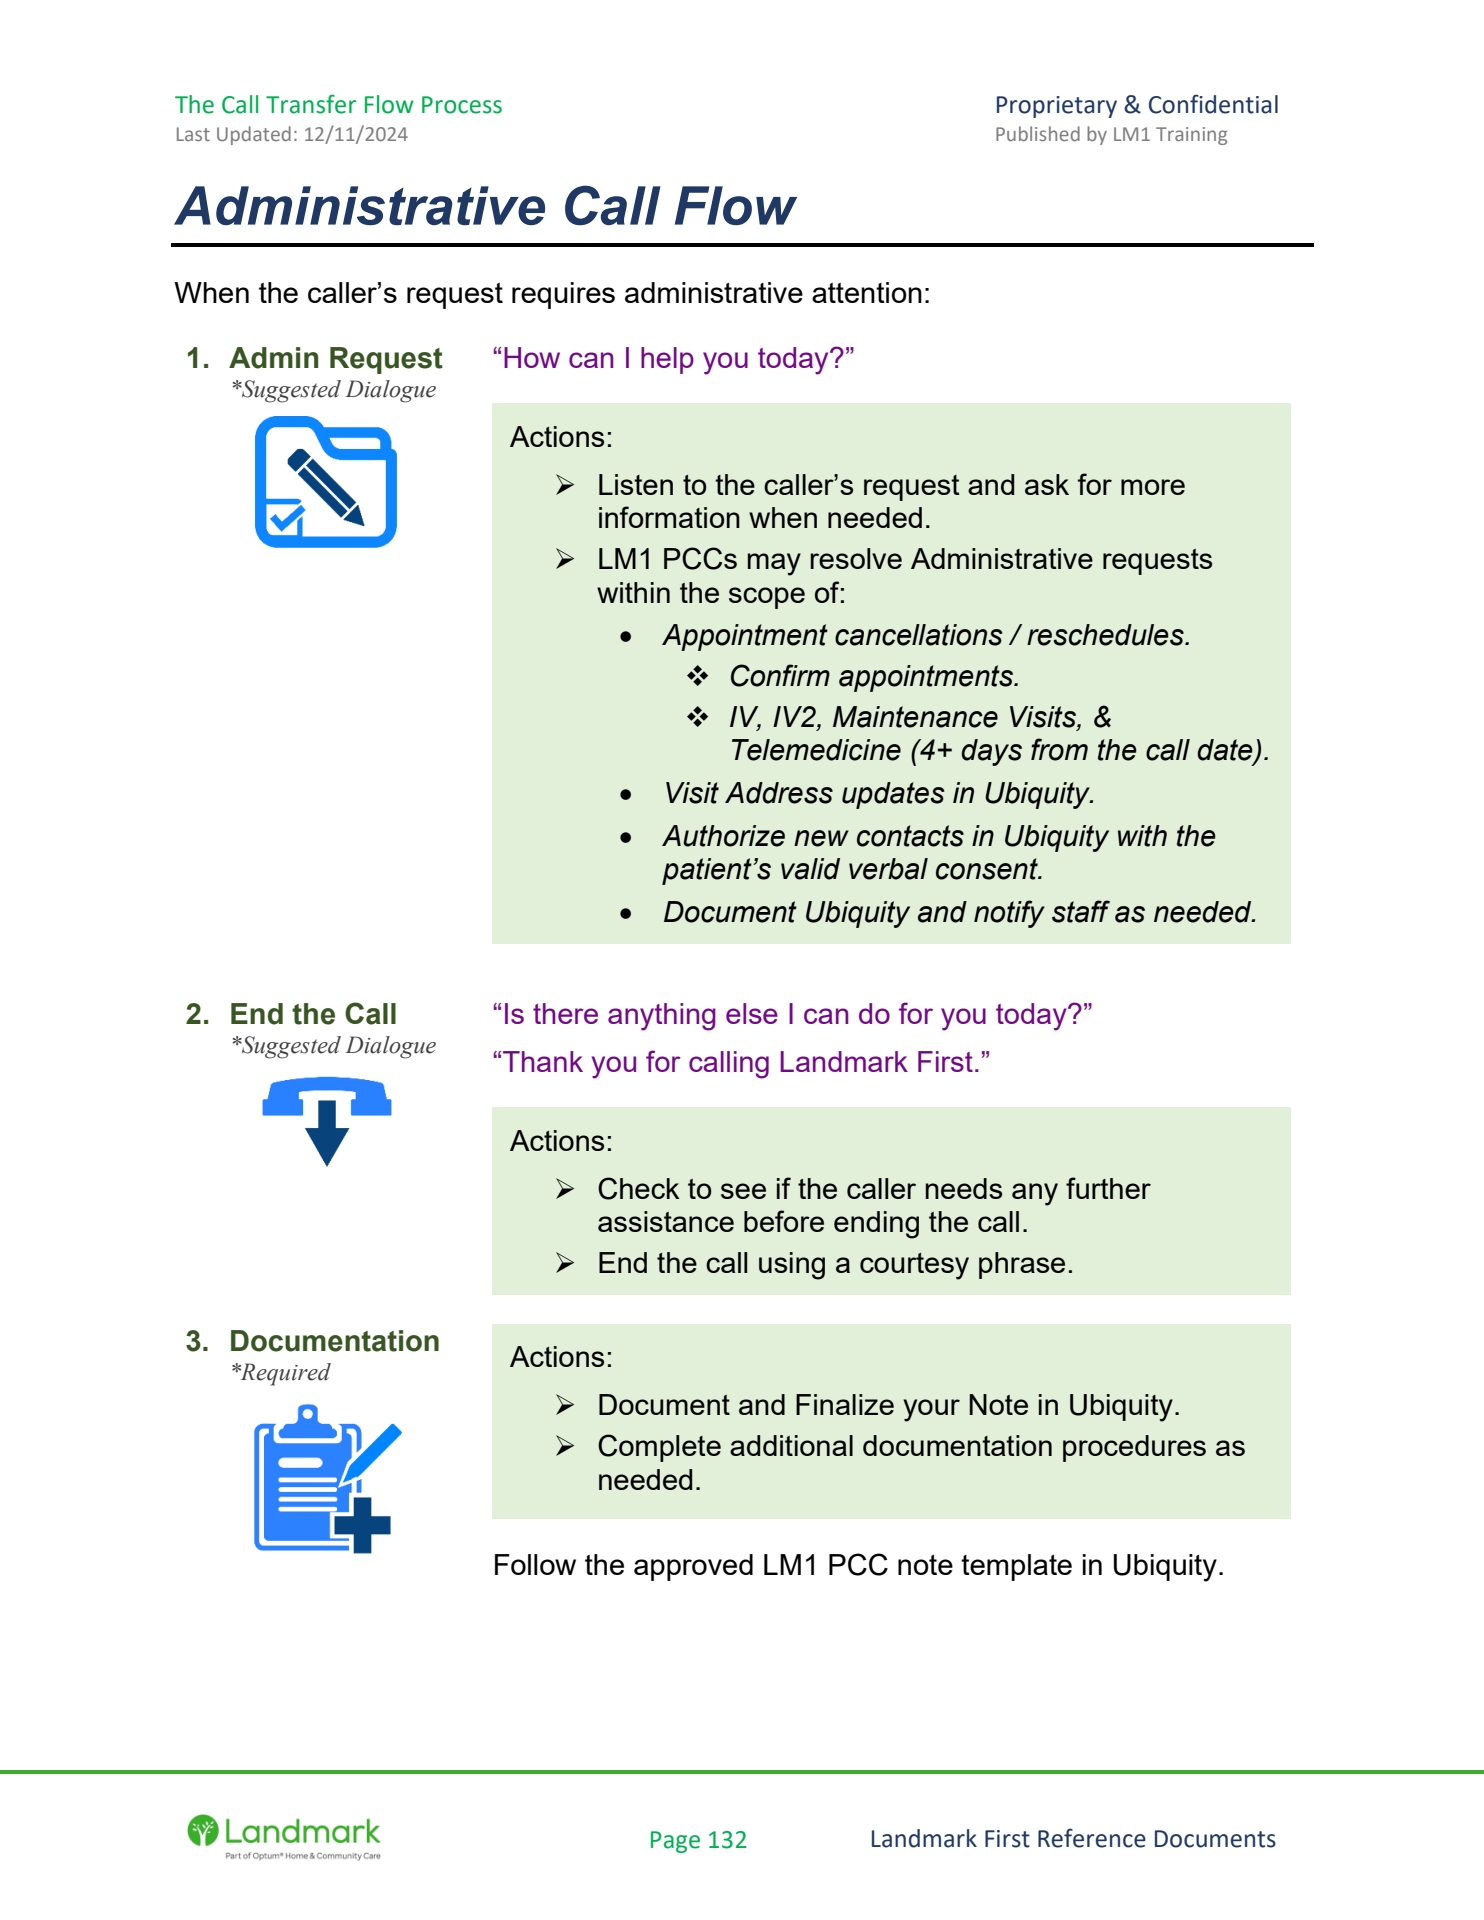 The Call Transfer Flow Process
Proprietary & Confidential
Last Updated: 12/11/2024
Published by LM1 Training
Administrative Call Flow
When the caller’s request requires administrative attention:
1. Admin Request
*Suggested Dialogue
“How can I help you today?”
Actions:
➢ Listen to the caller’s request and ask for more
information when needed.
➢ LM1 PCCs may resolve Administrative requests
within the scope of:
• Appointment cancellations / reschedules.
❖ Confirm appointments.
❖ IV, IV2, Maintenance Visits, &
Telemedicine (4+ days from the call date).
• Visit Address updates in Ubiquity.
• Authorize new contacts in Ubiquity with the
patient’s valid verbal consent.
• Document Ubiquity and notify staff as needed.
2. End the Call
*Suggested Dialogue
“Is there anything else I can do for you today?”
“Thank you for calling Landmark First.”
Actions:
➢ Check to see if the caller needs any further
assistance before ending the call.
➢ End the call using a courtesy phrase.
3. Documentation
*Required
Actions:
➢ Document and Finalize your Note in Ubiquity.
➢ Complete additional documentation procedures as
needed.
Follow the approved LM1 PCC note template in Ubiquity.
Landmark
Part of Optum® Home & Community Care
Page 132
Landmark First Reference Documents